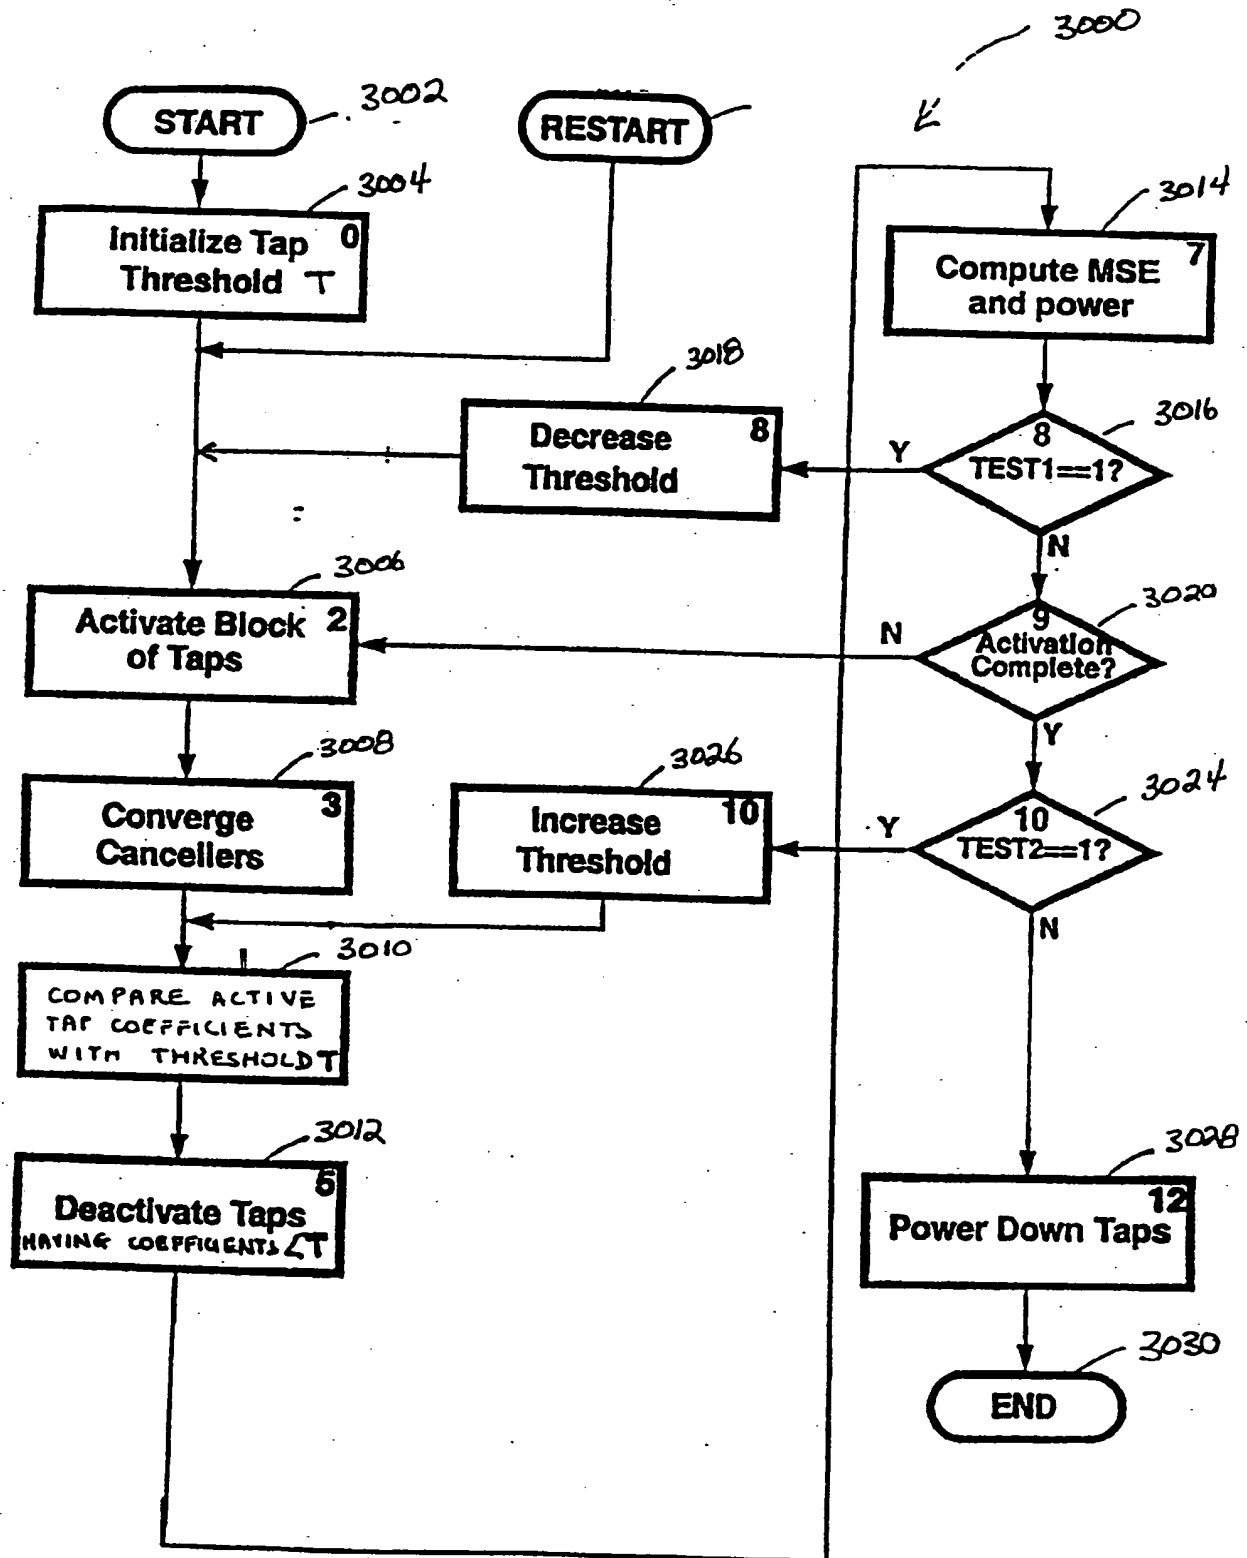 3000
START
3002
RESTART
3004
0
Initialize Tap
Threshold T
3014
7
Compute MSE
and power
3018
8
Decrease
Threshold
3016
8
TEST1==1?
Y
N
3006
Activate Block 2
of Taps
3020
9
Activation
Complete?
N
Y
3008
3
Converge
Cancellers
3026
10
Increase
Threshold
3024
10
TEST2==1?
Y
N
3010
COMPARE ACTIVE
TAP COEFFICIENTS
WITH THRESHOLD T
3012
5
Deactivate Taps
HAVING COEFFICIENTS <T
3028
12
Power Down Taps
3030
END